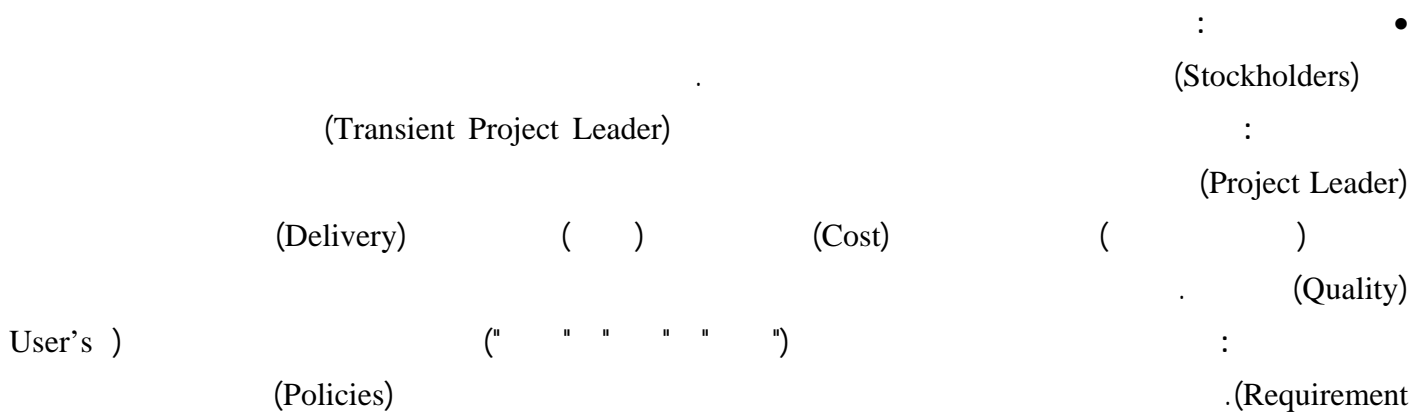 • :
(Stockholders) .
: (Transient Project Leader)
(Project Leader)
( ) (Cost) ( ) (Delivery)
(Quality) .
: (" " " " " ") ( User's
Requirement). (Policies)